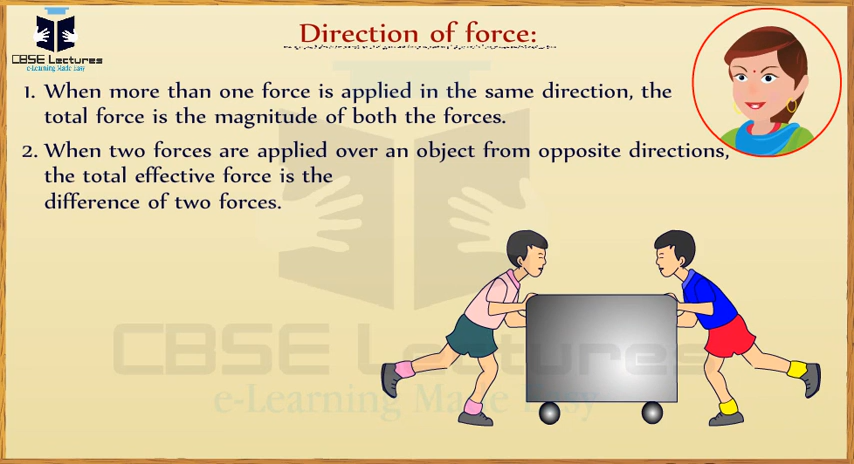 Direction of force:
CBSE Lectures
e-Learning Made Easy
1. When more than one force is applied in the same direction, the
total force is the magnitude of both the forces.
2. When two forces are applied over an object from opposite directions,
the total effective force is the
difference of two forces.
CBSE Lectures
e-Learning Made Easy